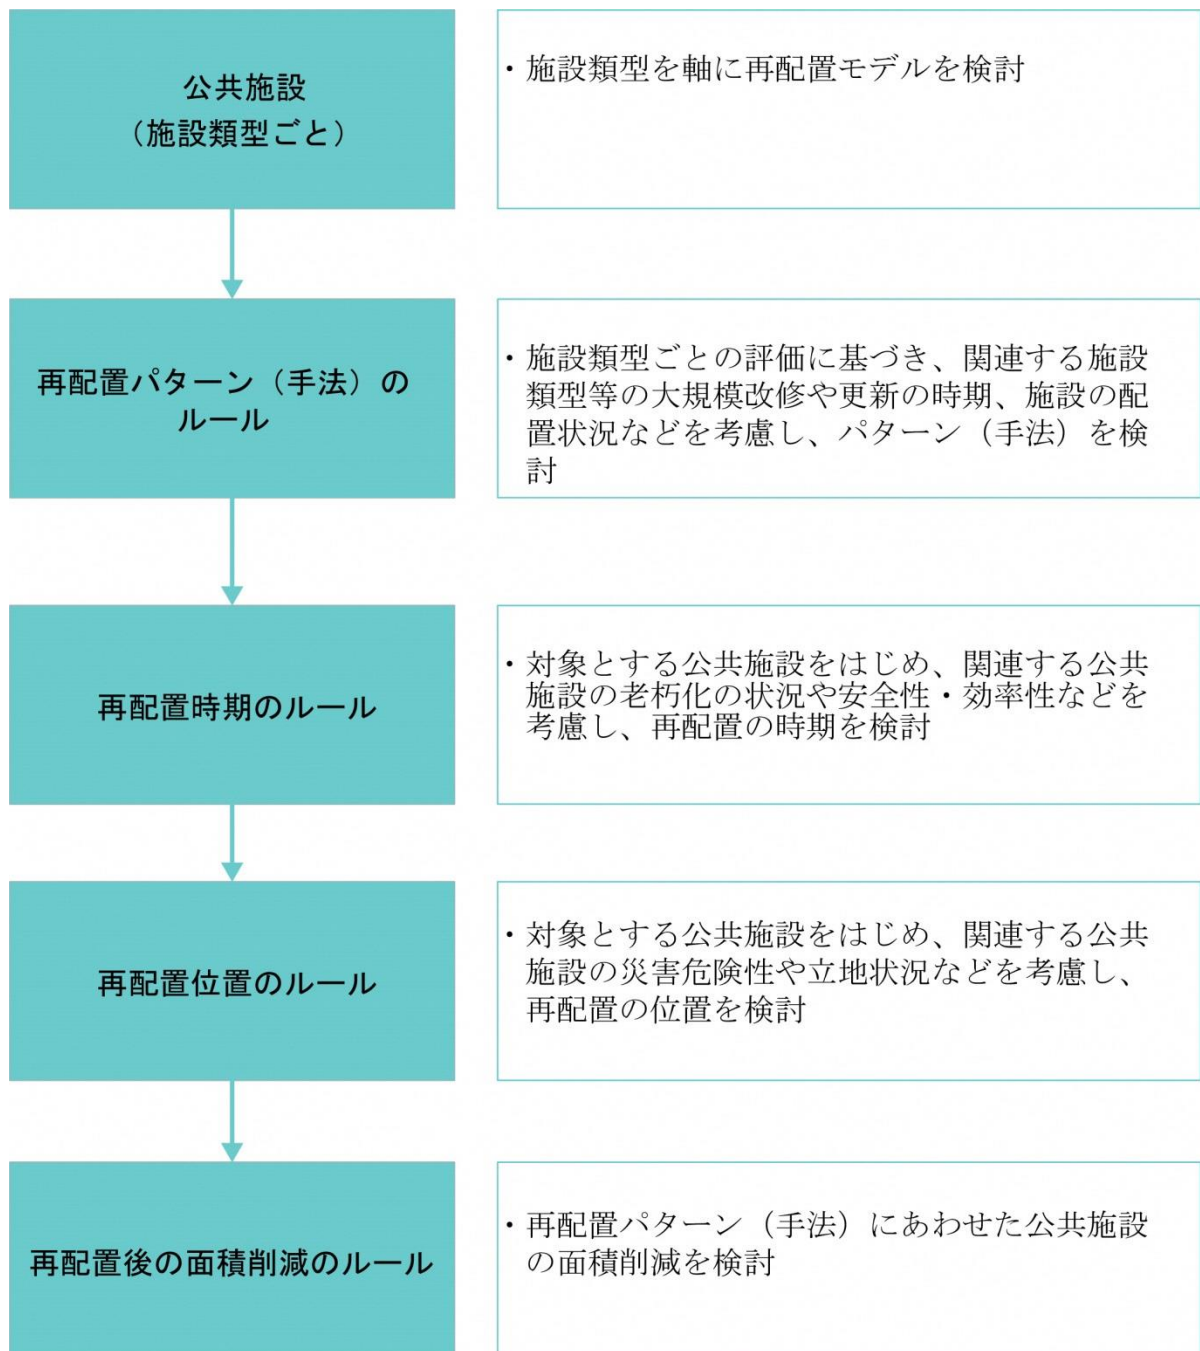 公共施設
（施設類型ごと）
・施設類型を軸に再配置モデルを検討
再配置パターン（手法）の
ルール
・施設類型ごとの評価に基づき、関連する施設
類型等の大規模改修や更新の時期、施設の配
置状況などを考慮し、パターン（手法）を検
討
再配置時期のルール
・対象とする公共施設をはじめ、関連する公共
施設の老朽化の状況や安全性・効率性などを
考慮し、再配置の時期を検討
再配置位置のルール
・対象とする公共施設をはじめ、関連する公共
施設の災害危険性や立地状況などを考慮し、
再配置の位置を検討
再配置後の面積削減のルール
・再配置パターン（手法）にあわせた公共施設
の面積削減を検討